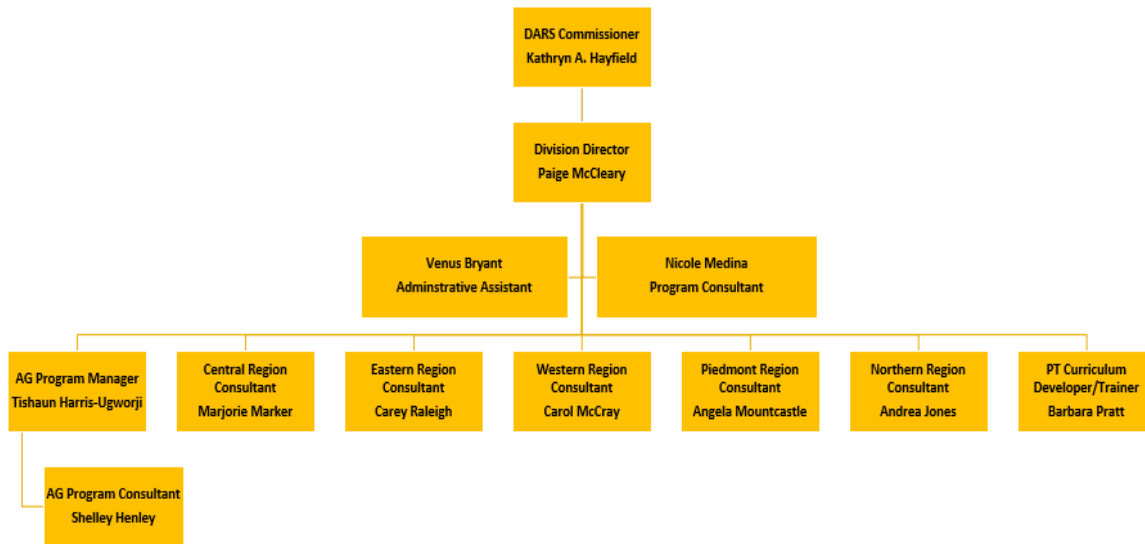 DARS Commissioner
Kathryn A. Hayfield
Division Director
Paige McCleary
Venus Bryant
Adminstrative Assistant
Nicole Medina
Program Consultant
AG Program Manager
Tishaun Harris-Ugworji
Central Region
Consultant
Marjorie Marker
Eastern Region
Consultant
Carey Raleigh
Western Region
Consultant
Carol McCray
Piedmont Region
Consultant
Angela Mountcastle
Northern Region
Consultant
Andrea Jones
PT Curriculum
Developer/Trainer
Barbara Pratt
AG Program Consultant
Shelley Henley